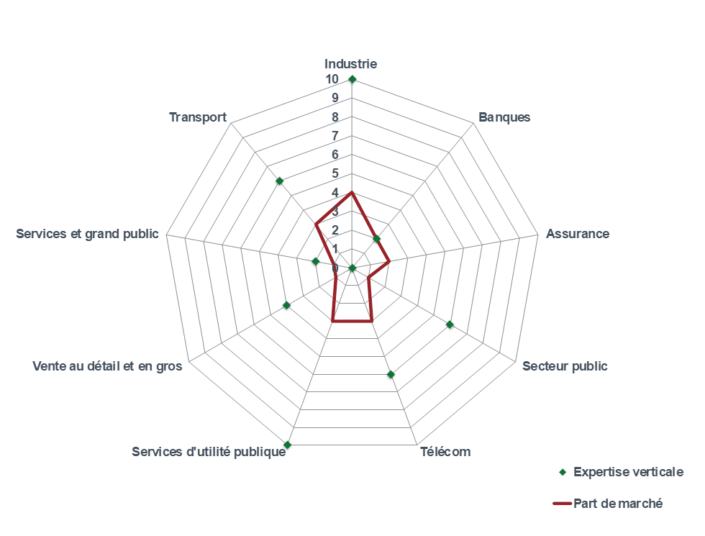 Industrie
10
9
8
7
6
5
4
3
2
1
0
Banques
Assurance
Secteur public
Télécom
Services d'utilité publique
Vente au détail et en gros
Services et grand public
Transport
Expertise verticale
Part de marché